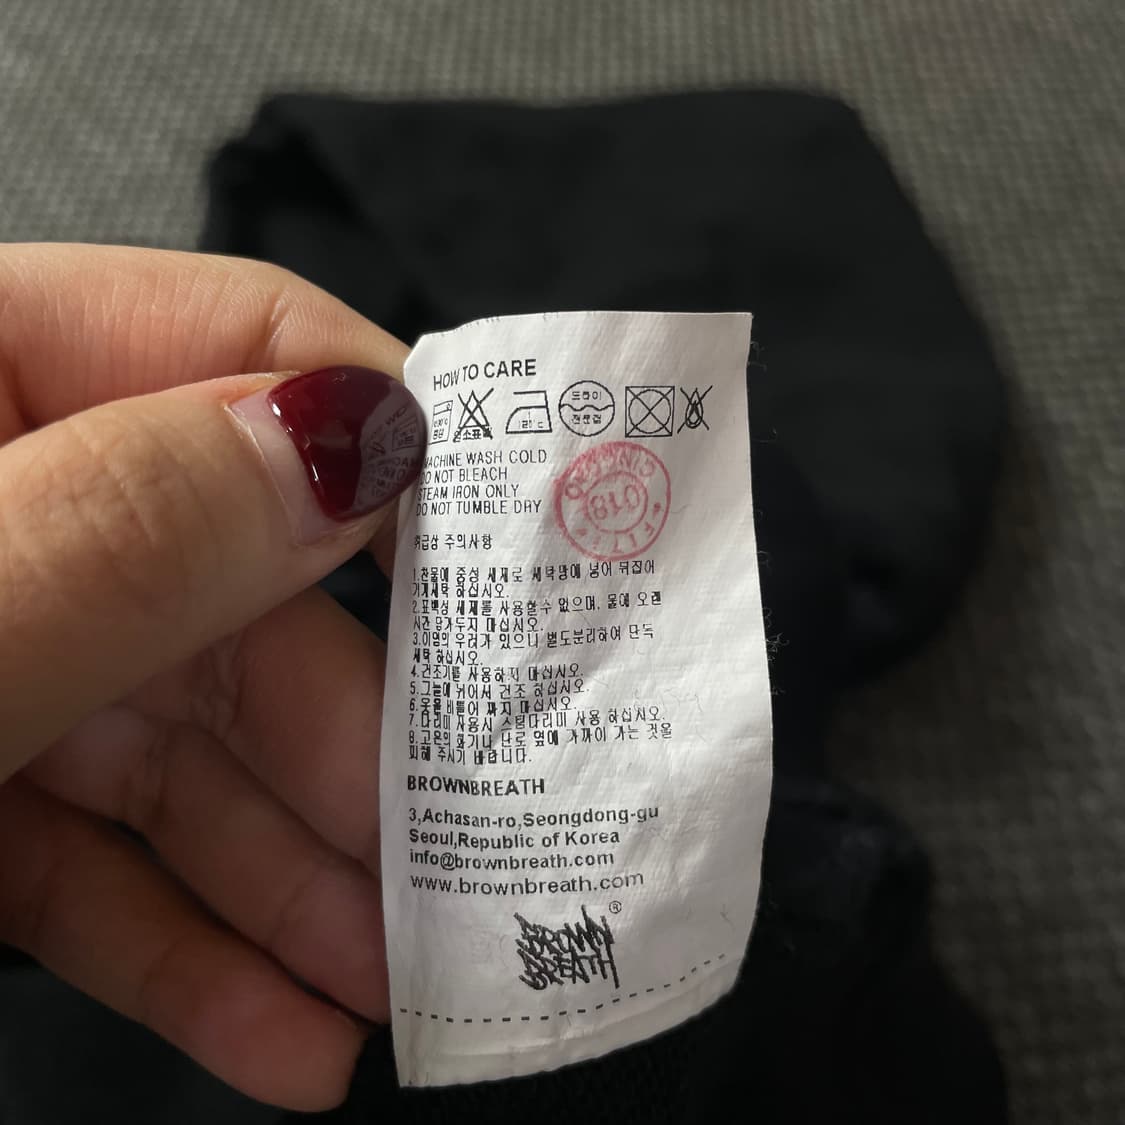 HOW TO CARE
드라이
전문점
MACHINE WASH COLD
DO NOT BLEACH
STEAM IRON ONLY
DO NOT TUMBLE DRY
018
취급상 주의사항
1.찬물에 중성 세제로 세탁망에 넣어 뒤집어
기계세탁 하십시오.
2.표백성 세제를 사용할수 없으며, 물에 오랜
시간 담가두지 마십시오.
3.이염의 우려가 있으니 별도분리하여 단독
세탁 하십시오.
4.건조기를 사용하지 마십시오.
5.그늘에 뉘어서 건조 하십시오.
6.옷을 비틀어 짜지 마십시오.
7.다리미 사용시 스팀다리미 사용 하십시오.
8.고온의 화기나 난로 옆에 가까이 가는 것을
피해 주시기 바랍니다.
BROWNBREATH
3,Achasan-ro,Seongdong-gu
Seoul,Republic of Korea
info@brownbreath.com
www.brownbreath.com
BROWN
BREATH
®